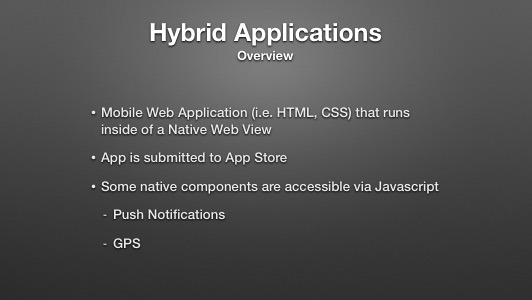 Hybrid Applications
Overview
• Mobile Web Application (i.e. HTML, CSS) that runs
inside of a Native Web View
• App is submitted to App Store
• Some native components are accessible via Javascript
- Push Notifications
- GPS